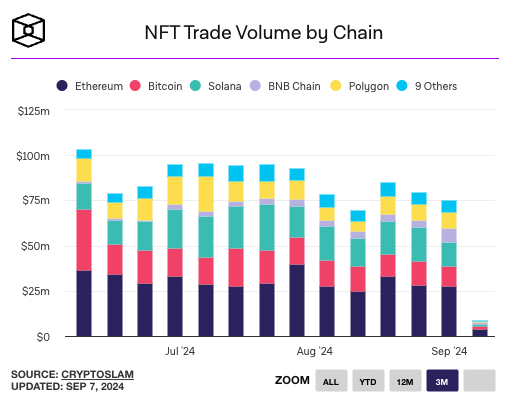 NFT Trade Volume by Chain
Ethereum Bitcoin Solana BNB Chain Polygon 9 Others
$125m
$100m
$75m
$50m
$25m
$0
Jul '24 Aug '24 Sep '24
SOURCE: CRYPTOSLAM
UPDATED: SEP 7, 2024
ZOOM ALL YTD 12M 3M